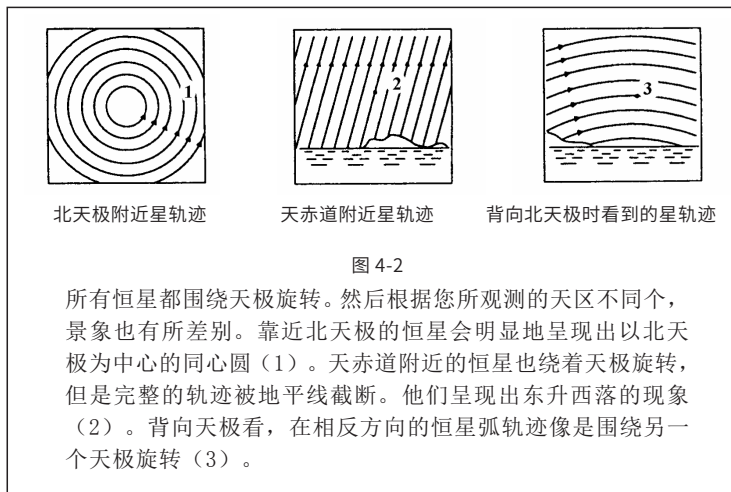 1
2
3
北天极附近星轨迹
天赤道附近星轨迹
背向北天极时看到的星轨迹
图 4-2
所有恒星都围绕天极旋转。然后根据您所观测的天区不同个，
景象也有所差别。靠近北天极的恒星会明显地呈现出以北天
极为中心的同心圆（1）。天赤道附近的恒星也绕着天极旋转，
但是完整的轨迹被地平线截断。他们呈现出东升西落的现象
（2）。背向天极看，在相反方向的恒星弧轨迹像是围绕另一
个天极旋转（3）。